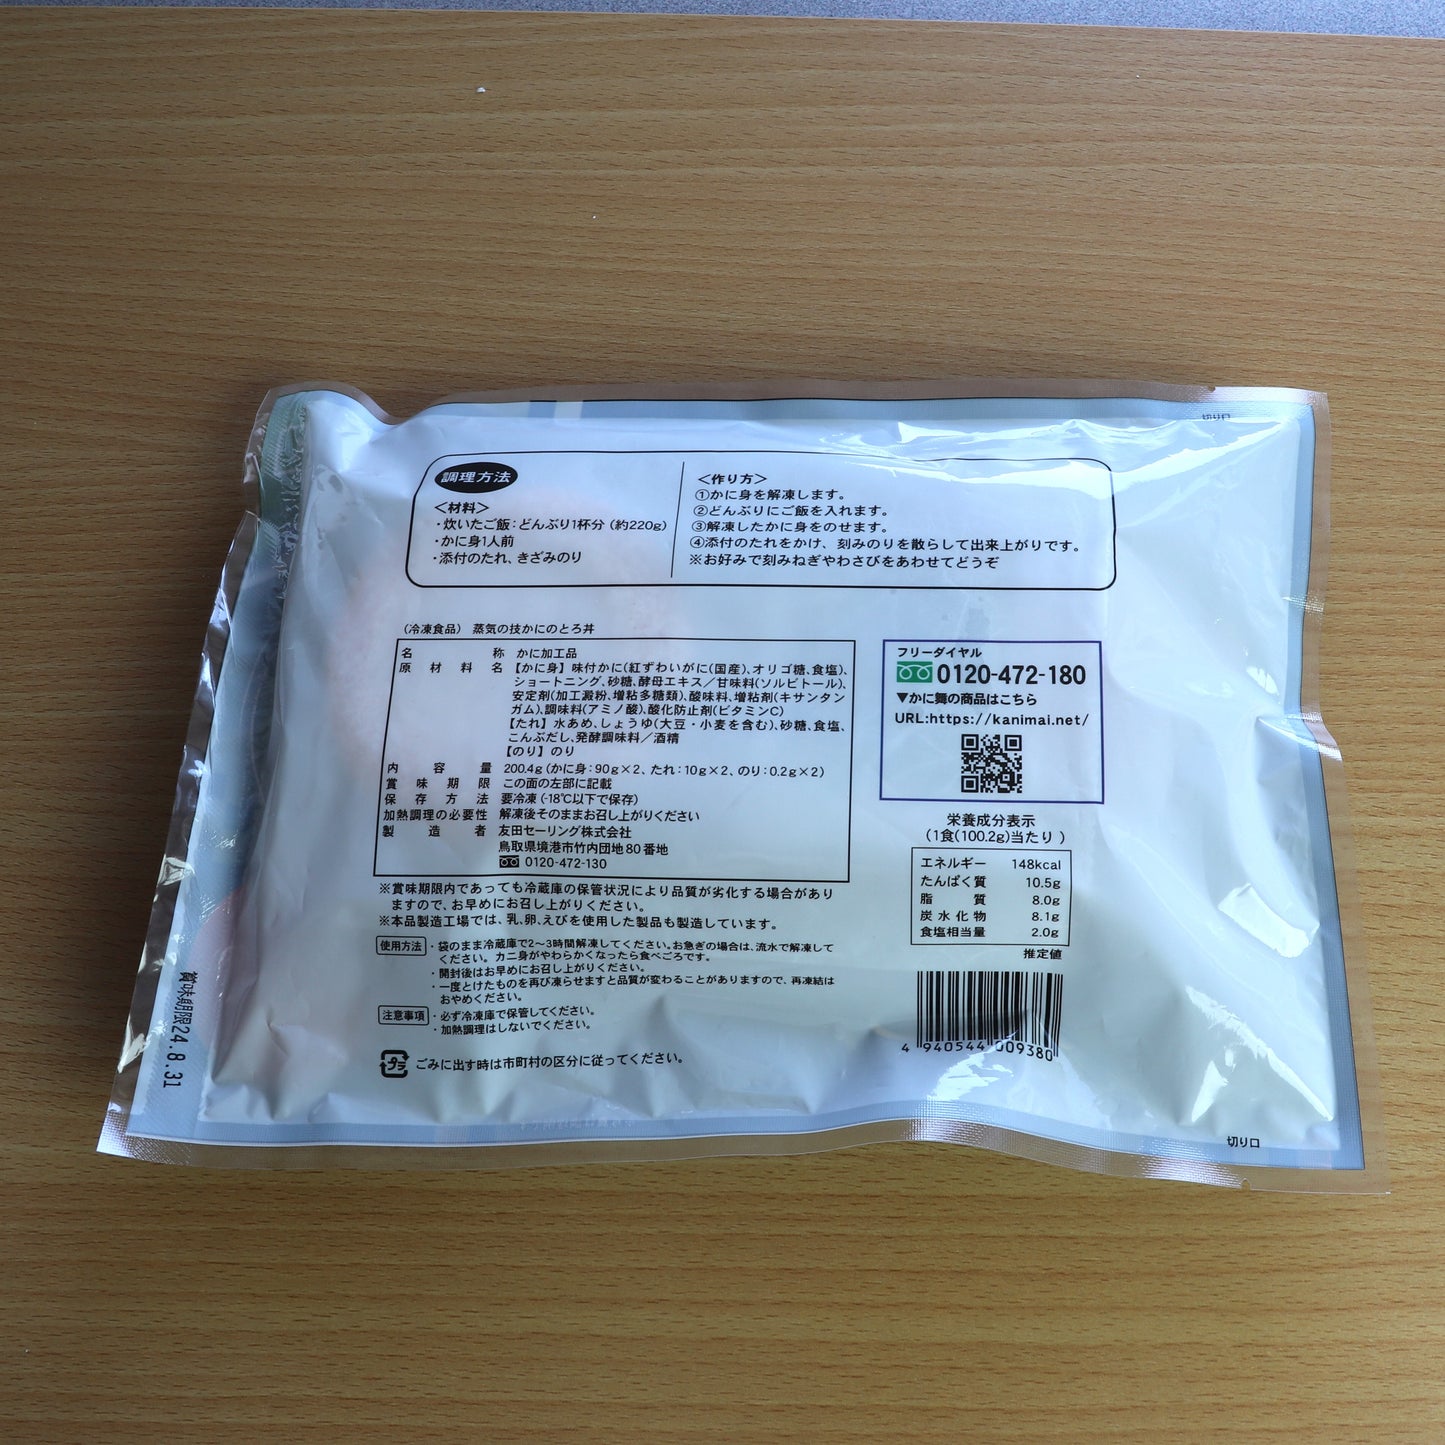 切り口
調理方法
＜材料＞
・炊いたご飯：どんぶり1杯分（約220g）
・かに身1人前
・添付のたれ、きざみのり
＜作り方＞
①かに身を解凍します。
②どんぶりにご飯を入れます。
③解凍したかに身をのせます。
④添付のたれをかけ、刻みのりを散らして出来上がりです。
※お好みで刻みねぎやわさびをあわせてどうぞ
（冷凍食品） 蒸気の技かにのとろ丼
名称 かに加工品
原材料名 【かに身】味付かに(紅ずわいがに(国産)、オリゴ糖、食塩)、
ショートニング、砂糖、酵母エキス／甘味料(ソルビトール)、
安定剤(加工澱粉、増粘多糖類)、酸味料、増粘剤(キサンタン
ガム)、調味料(アミノ酸)、酸化防止剤(ビタミンC)
【たれ】水あめ、しょうゆ(大豆・小麦を含む)、砂糖、食塩、
こんぶだし、発酵調味料／酒精
【のり】のり
内容量 200.4g（かに身：90g×2、たれ：10g×2、のり：0.2g×2）
賞味期限 この面の左部に記載
保存方法 要冷凍（-18℃以下で保存）
加熱調理の必要性 解凍後そのままお召し上がりください
製造者 友田セーリング株式会社
鳥取県境港市竹内団地80番地
0120-472-130
※賞味期限内であっても冷蔵庫の保管状況により品質が劣化する場合があり
ますので、お早めにお召し上がりください。
※本品製造工場では、乳、卵、えびを使用した製品も製造しています。
使用方法 ・袋のまま冷蔵庫で2～3時間解凍してください。お急ぎの場合は、流水で解凍して
ください。カニ身がやわらかくなったら食べごろです。
・開封後はお早めにお召し上がりください。
・一度とけたものを再び凍らせますと品質が変わることがありますので、再凍結は
おやめください。
注意事項 ・必ず冷凍庫で保管してください。
・加熱調理はしないでください。
プラ ごみに出す時は市町村の区分に従ってください。
フリーダイヤル
0120-472-180
▼かに舞の商品はこちら
URL:https://kanimai.net/
栄養成分表示
(1食(100.2g)当たり)
エネルギー 148kcal
たんぱく質 10.5g
脂質 8.0g
炭水化物 8.1g
食塩相当量 2.0g
推定値
4 940544 009380
賞味期限24.8.31
切り口